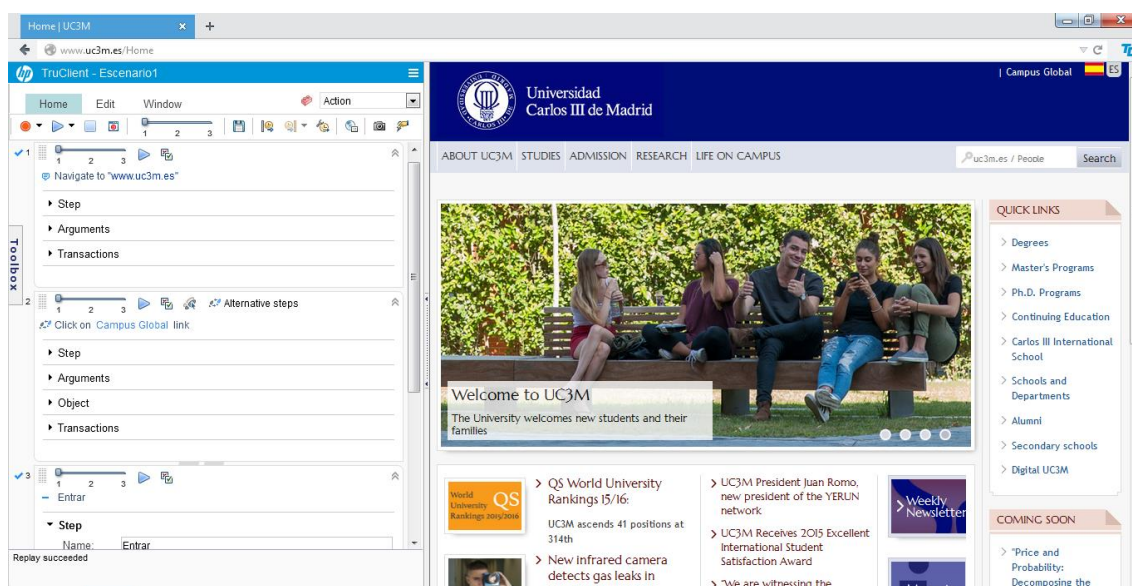 Home | UC3M × +
www.uc3m.es/Home
hp TruClient - Escenario1
Home Edit Window Action
1 2 3
1
1 2 3
Navigate to "www.uc3m.es"
Step
Arguments
Transactions
Toolbox
2
1 2 3 Alternative steps
Click on Campus Global link
Step
Arguments
Object
Transactions
3
1 2 3
Entrar
Step
Name: Entrar
Replay succeeded
Universidad
Carlos III de Madrid
| Campus Global ES
ABOUT UC3M STUDIES ADMISSION RESEARCH LIFE ON CAMPUS
uc3m.es / People Search
Welcome to UC3M
The University welcomes new students and their
families
World
University QS
Rankings 2015/2016
> QS World University
Rankings 15/16:
UC3M ascends 41 positions at
314th
> New infrared camera
detects gas leaks in
> UC3M President Juan Romo,
new president of the YERUN
network
> UC3M Receives 2015 Excellent
International Student
Satisfaction Award
> "We are witnessing the
> Weekly
Newsletter
QUICK LINKS
> Degrees
> Master's Programs
> Ph.D. Programs
> Continuing Education
> Carlos III International
School
> Schools and
Departments
> Alumni
> Secondary schools
> Digital UC3M
COMING SOON
> "Price and
Probability:
Decomposing the